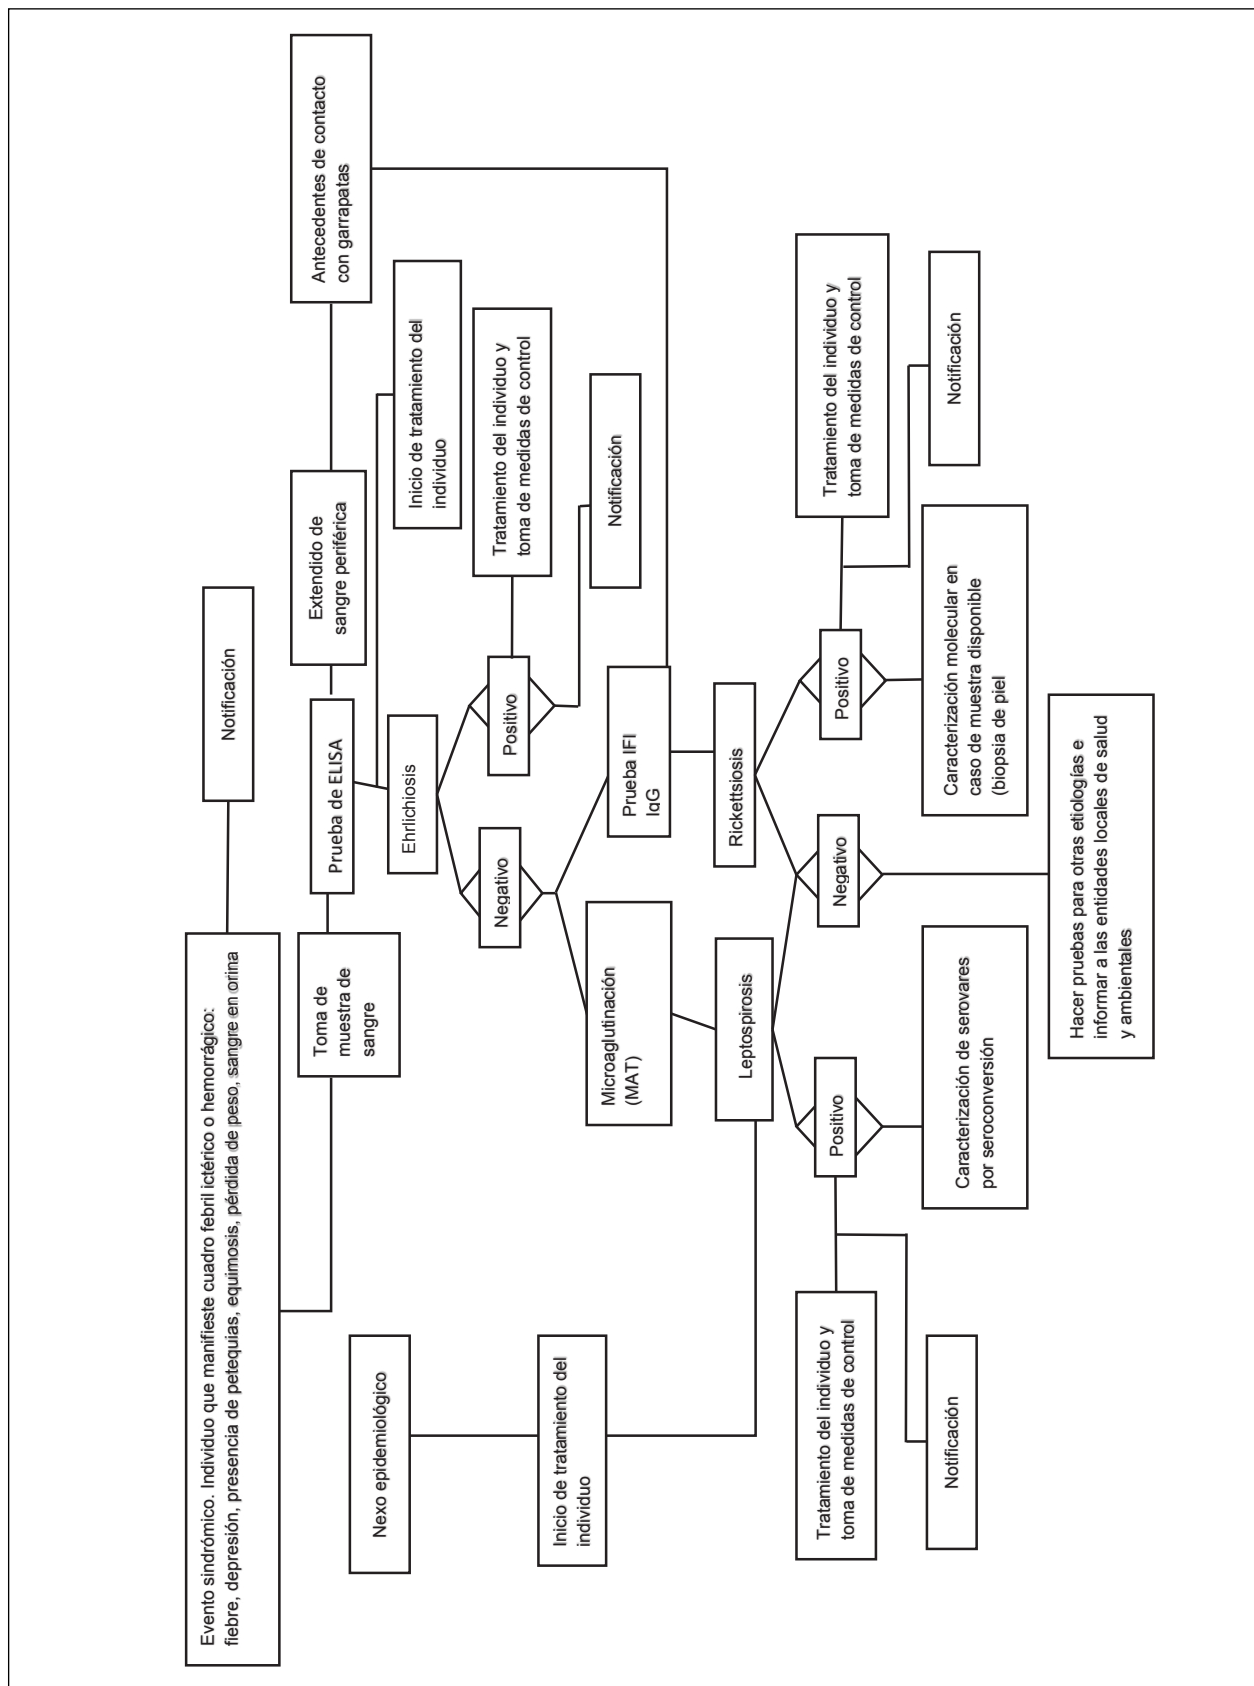 Evento sindrómico. Individuo que manifieste cuadro febril ictérico o hemorrágico:
fiebre, depresión, presencia de petequias, equimosis, pérdida de peso, sangre en orina
Notificación
Toma de
muestra de
sangre
Prueba de ELISA
Extendido de
sangre periférica
Antecedentes de contacto
con garrapatas
Nexo epidemiológico
Ehrlichiosis
Inicio de tratamiento del
individuo
Negativo
Positivo
Tratamiento del individuo y
toma de medidas de control
Notificación
Inicio de tratamiento del
individuo
Microaglutinación
(MAT)
Prueba IFI
IgG
Leptospirosis
Rickettsiosis
Tratamiento del individuo y
toma de medidas de control
Positivo
Negativo
Positivo
Tratamiento del individuo y
toma de medidas de control
Notificación
Caracterización de serovares
por seroconversión
Caracterización molecular en
caso de muestra disponible
(biopsia de piel)
Notificación
Hacer pruebas para otras etiologías e
informar a las entidades locales de salud
y ambientales